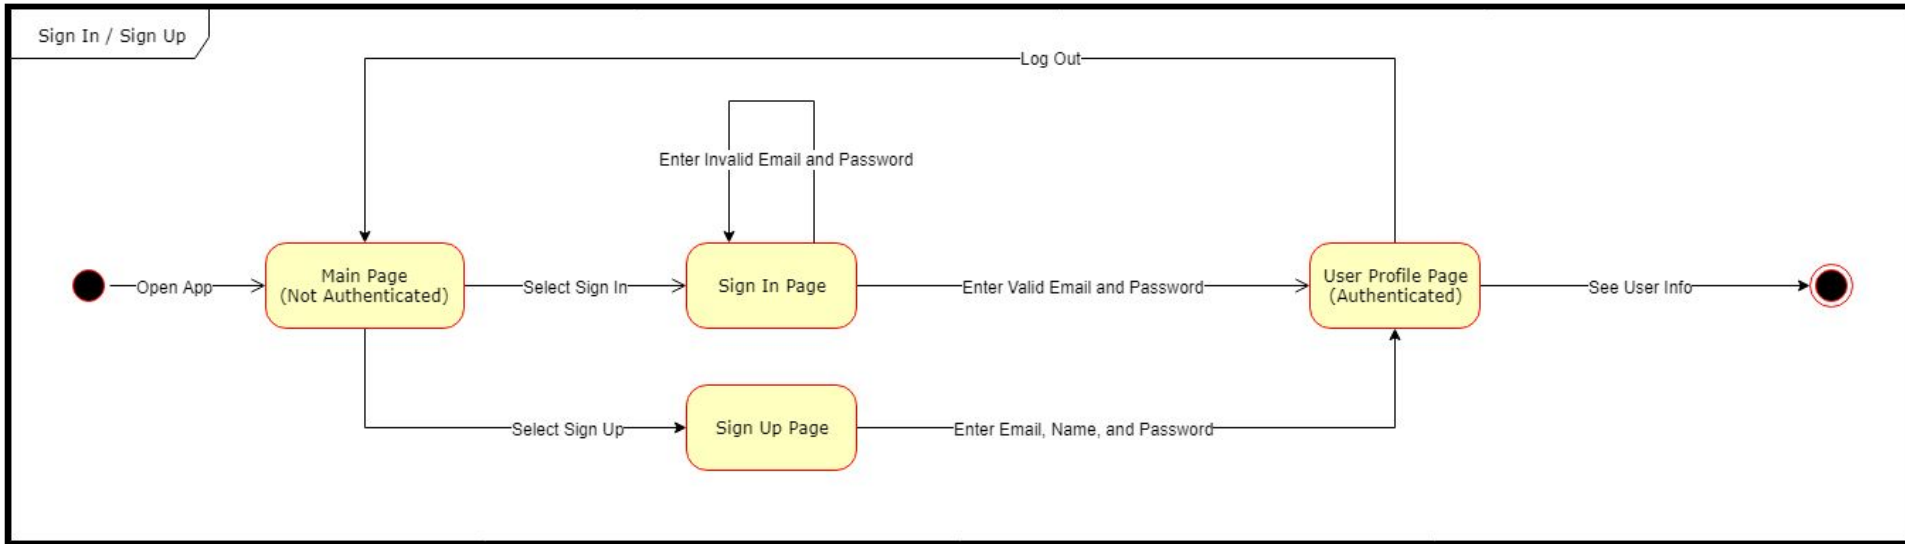 Sign In / Sign Up
Log Out
Enter Invalid Email and Password
Open App
Main Page
(Not Authenticated)
Select Sign In
Sign In Page
Enter Valid Email and Password
User Profile Page
(Authenticated)
See User Info
Select Sign Up
Sign Up Page
Enter Email, Name, and Password